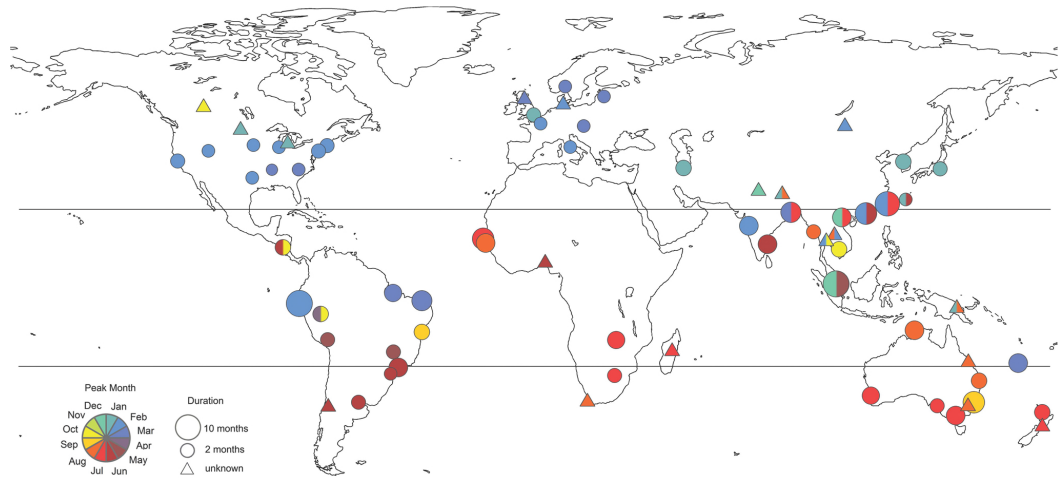 Peak Month
Dec Jan
Nov Feb
Oct Mar
Sep Apr
Aug May
Jul Jun
Duration
10 months
2 months
unknown